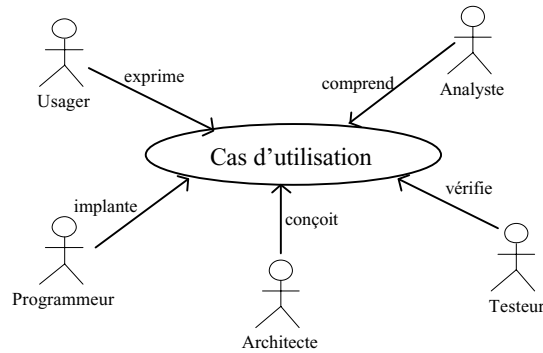 exprime
Usager
comprend
Analyste
Cas d’utilisation
implante
conçoit
vérifie
Programmeur
Testeur
Architecte